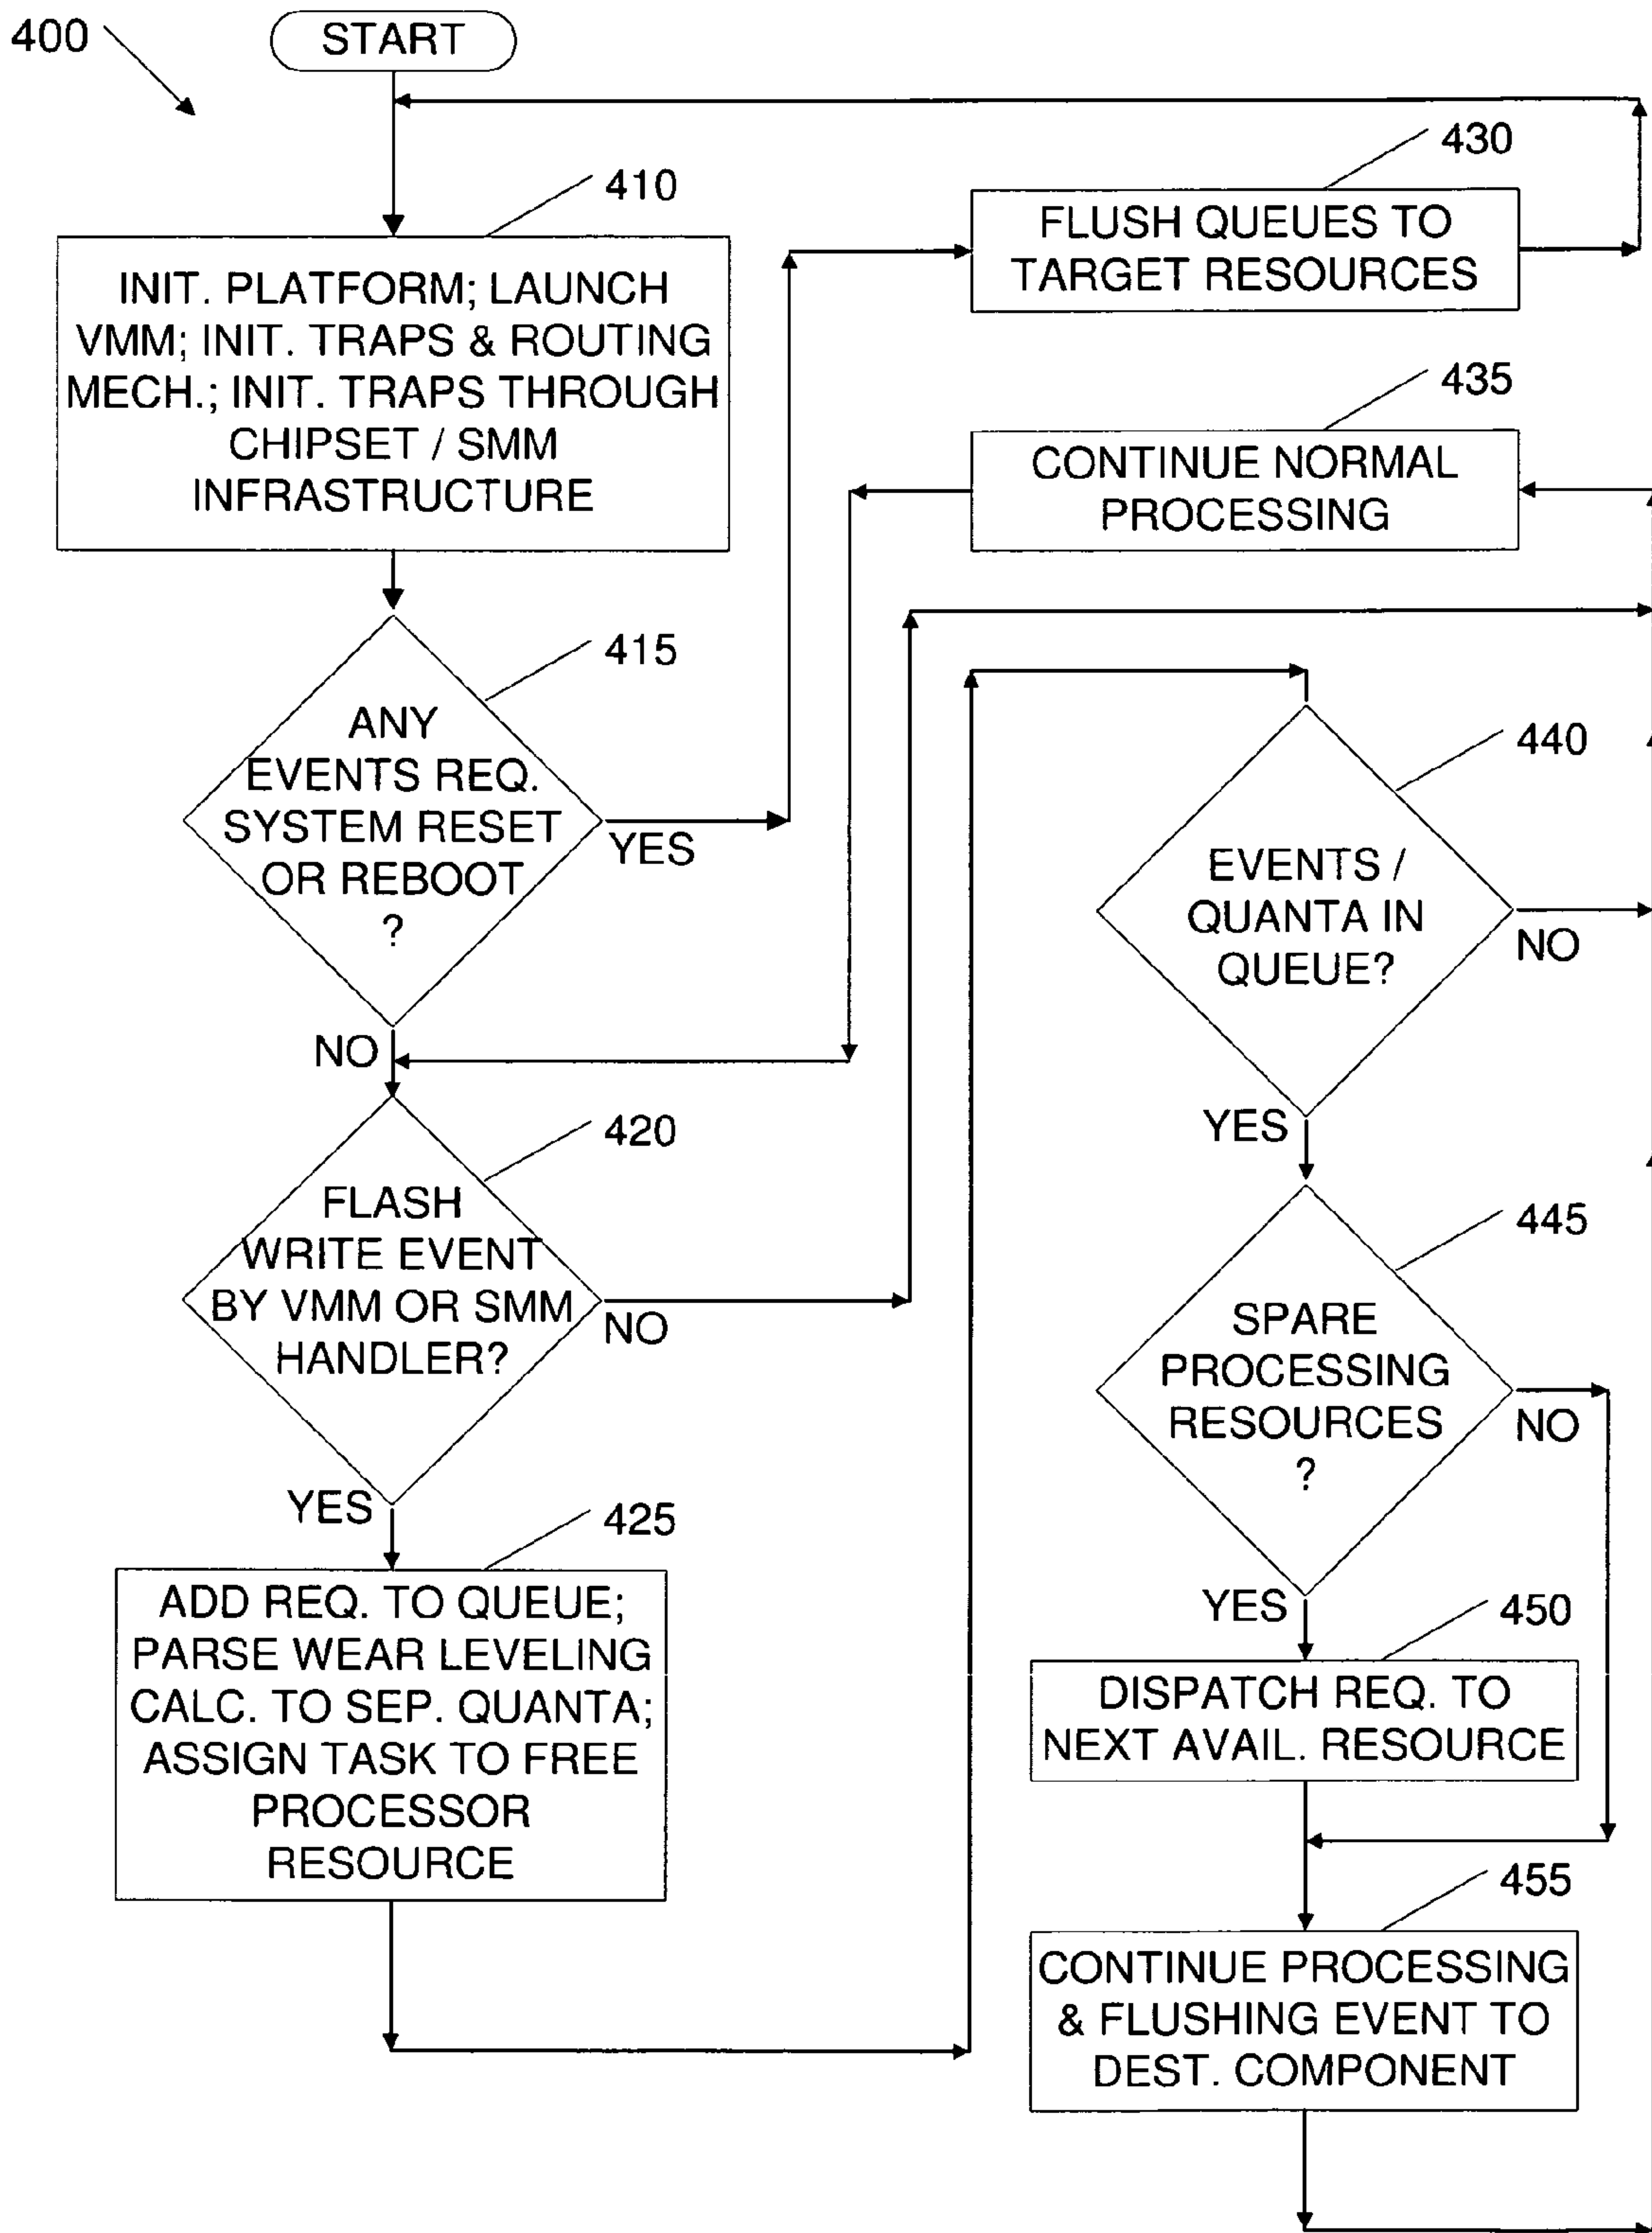 400
START
410
INIT. PLATFORM; LAUNCH
VMM; INIT. TRAPS & ROUTING
MECH.; INIT. TRAPS THROUGH
CHIPSET / SMM
INFRASTRUCTURE
415
ANY
EVENTS REQ.
SYSTEM RESET
OR REBOOT
?
YES
NO
420
FLASH
WRITE EVENT
BY VMM OR SMM
HANDLER?
NO
YES
425
ADD REQ. TO QUEUE;
PARSE WEAR LEVELING
CALC. TO SEP. QUANTA;
ASSIGN TASK TO FREE
PROCESSOR
RESOURCE
430
FLUSH QUEUES TO
TARGET RESOURCES
435
CONTINUE NORMAL
PROCESSING
440
EVENTS /
QUANTA IN
QUEUE?
NO
YES
445
SPARE
PROCESSING
RESOURCES
?
NO
YES
450
DISPATCH REQ. TO
NEXT AVAIL. RESOURCE
455
CONTINUE PROCESSING
& FLUSHING EVENT TO
DEST. COMPONENT